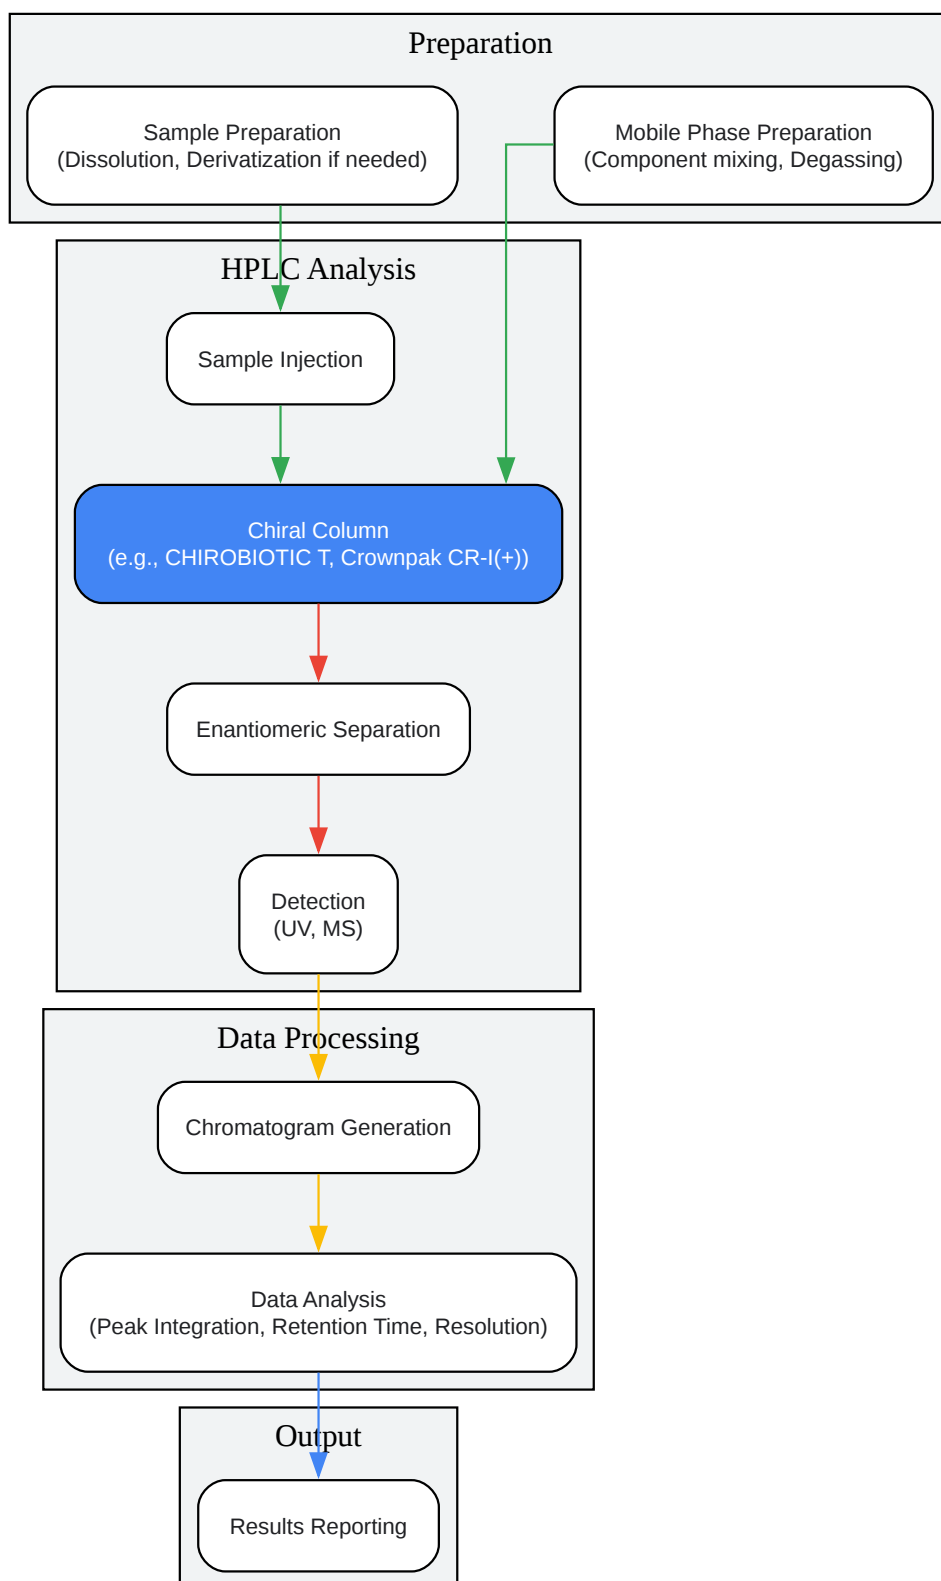 Preparation
Sample Preparation
(Dissolution, Derivatization if needed)
Mobile Phase Preparation
(Component mixing, Degassing)
HPLC Analysis
Sample Injection
Chiral Column
(e.g., CHIROBIOTIC T, Crownpak CR-I(+))
Enantiomeric Separation
Detection
(UV, MS)
Data Processing
Chromatogram Generation
Data Analysis
(Peak Integration, Retention Time, Resolution)
Output
Results Reporting